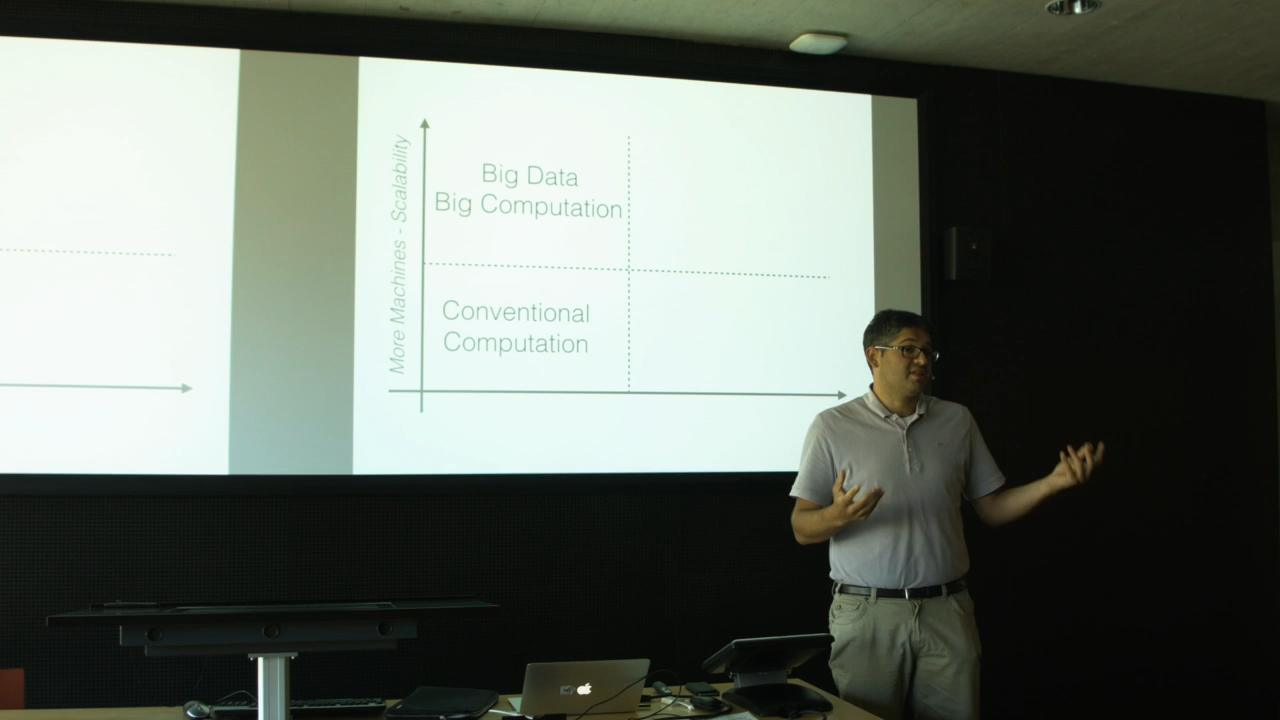 More Machines - Scalability
Big Data
Big Computation
Conventional
Computation